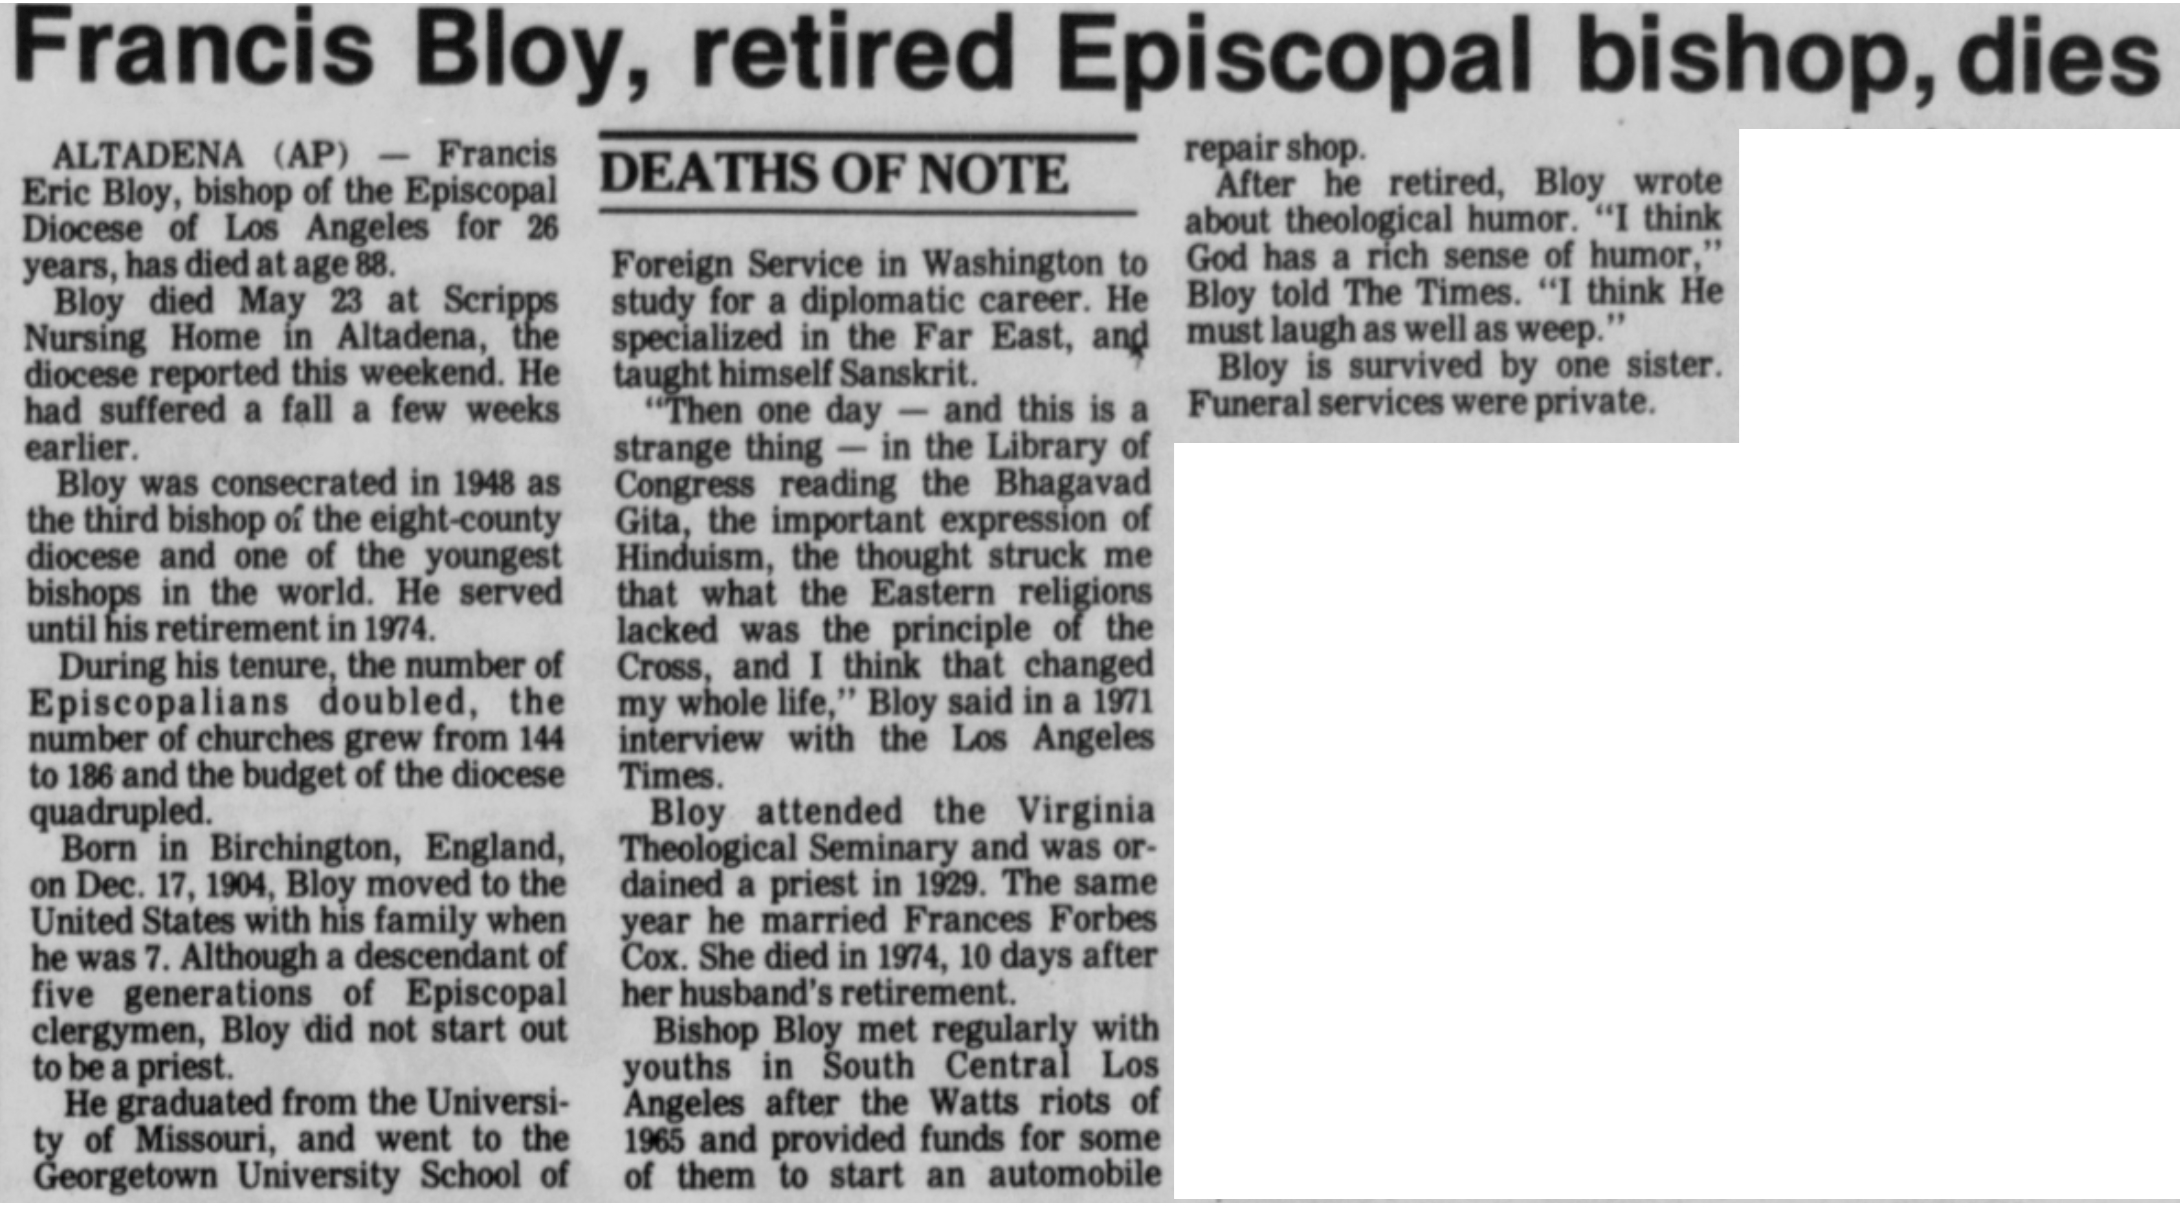 Francis Bloy, retired Episcopal bishop, dies
ALTADENA (AP) — Francis
Eric Bloy, bishop of the Episcopal
Diocese of Los Angeles for 26
years, has died at age 88.
Bloy died May 23 at Scripps
Nursing Home in Altadena, the
diocese reported this weekend. He
had suffered a fall a few weeks
earlier.
Bloy was consecrated in 1948 as
the third bishop of the eight-county
diocese and one of the youngest
bishops in the world. He served
until his retirement in 1974.
During his tenure, the number of
Episcopalians doubled, the
number of churches grew from 144
to 186 and the budget of the diocese
quadrupled.
Born in Birchington, England,
on Dec. 17, 1904, Bloy moved to the
United States with his family when
he was 7. Although a descendant of
five generations of Episcopal
clergymen, Bloy did not start out
to be a priest.
He graduated from the Universi-
ty of Missouri, and went to the
Georgetown University School of
DEATHS OF NOTE
Foreign Service in Washington to
study for a diplomatic career. He
specialized in the Far East, and
taught himself Sanskrit.
"Then one day — and this is a
strange thing — in the Library of
Congress reading the Bhagavad
Gita, the important expression of
Hinduism, the thought struck me
that what the Eastern religions
lacked was the principle of the
Cross, and I think that changed
my whole life," Bloy said in a 1971
interview with the Los Angeles
Times.
Bloy attended the Virginia
Theological Seminary and was or-
dained a priest in 1929. The same
year he married Frances Forbes
Cox. She died in 1974, 10 days after
her husband's retirement.
Bishop Bloy met regularly with
youths in South Central Los
Angeles after the Watts riots of
1965 and provided funds for some
of them to start an automobile
repair shop.
After he retired, Bloy wrote
about theological humor. "I think
God has a rich sense of humor,"
Bloy told The Times. "I think He
must laugh as well as weep."
Bloy is survived by one sister.
Funeral services were private.